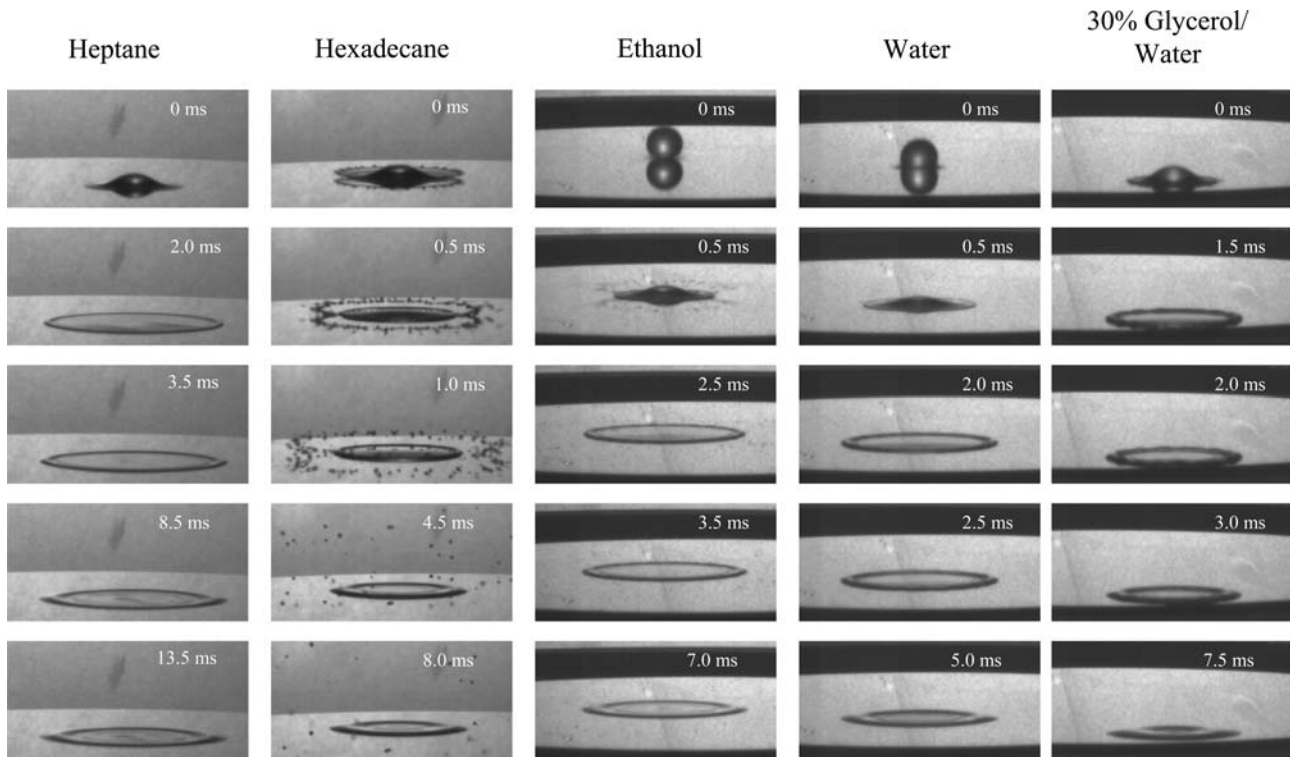 30% Glycerol/
Heptane Hexadecane Ethanol Water Water
0 ms 0 ms 0 ms 0 ms 0 ms
2.0 ms 0.5 ms 0.5 ms 0.5 ms 1.5 ms
3.5 ms 1.0 ms 2.5 ms 2.0 ms 2.0 ms
8.5 ms 4.5 ms 3.5 ms 2.5 ms 3.0 ms
13.5 ms 8.0 ms 7.0 ms 5.0 ms 7.5 ms